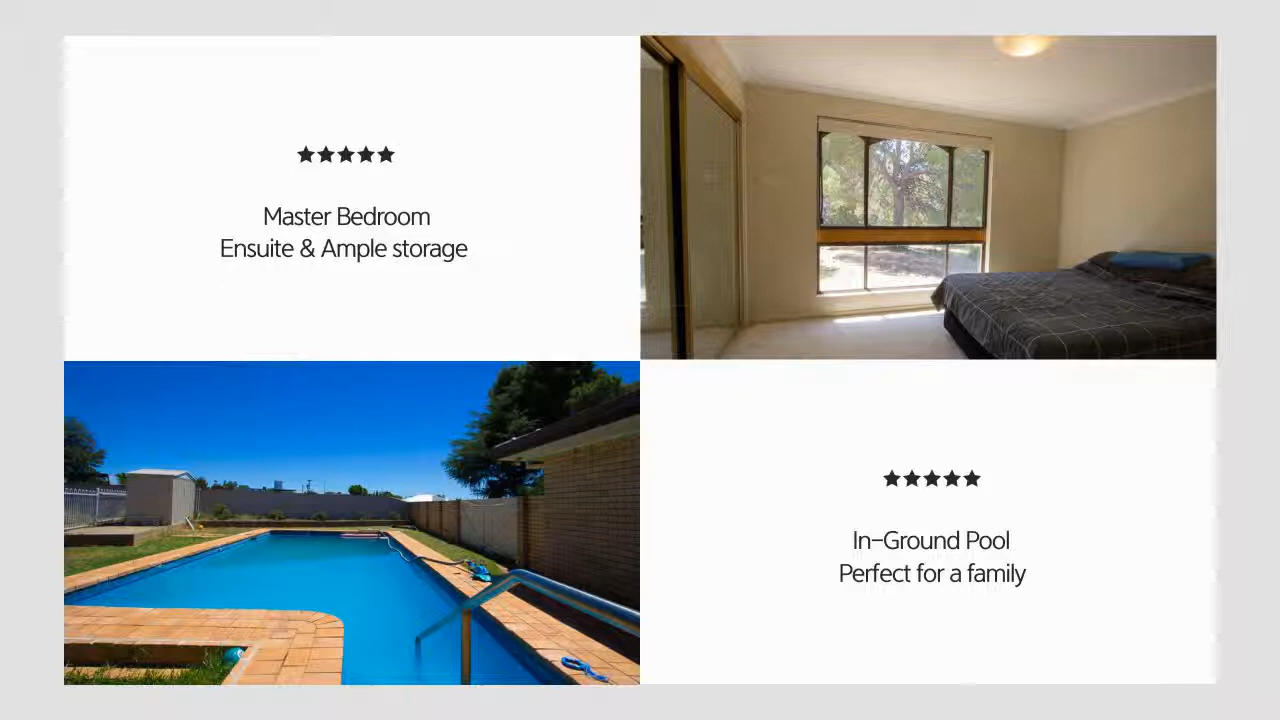 Master Bedroom
Ensuite & Ample storage
In-Ground Pool
Perfect for a family